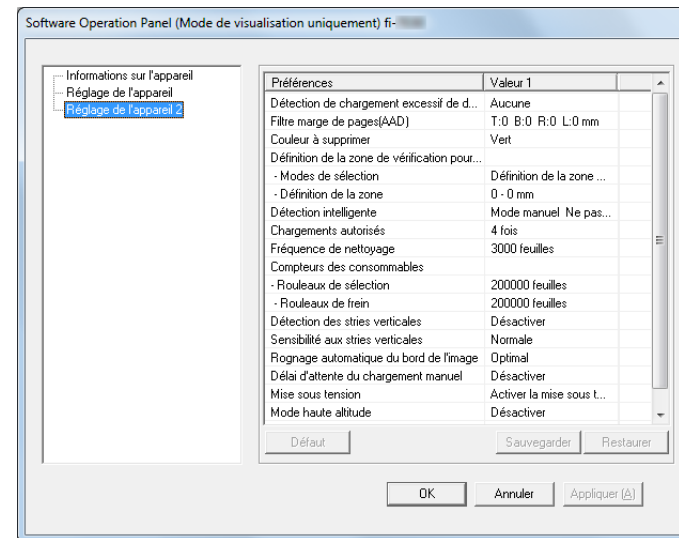 Software Operation Panel (Mode de visualisation uniquement) fi-
Informations sur l'appareil
Réglage de l'appareil
Réglage de l'appareil 2
Préférences Valeur 1
Détection de chargement excessif de d... Aucune
Filtre marge de pages(AAD) T:0 B:0 R:0 L:0 mm
Couleur à supprimer Vert
Définition de la zone de vérification pour...
- Modes de sélection Définition de la zone ...
- Définition de la zone 0 - 0 mm
Détection intelligente Mode manuel Ne pas...
Chargements autorisés 4 fois
Fréquence de nettoyage 3000 feuilles
Compteurs des consommables
- Rouleaux de sélection 200000 feuilles
- Rouleaux de frein 200000 feuilles
Détection des stries verticales Désactiver
Sensibilité aux stries verticales Normale
Rognage automatique du bord de l'image Optimal
Délai d'attente du chargement manuel Désactiver
Mise sous tension Activer la mise sous t...
Mode haute altitude Désactiver
Défaut Sauvegarder Restaurer
OK Annuler Appliquer (A)